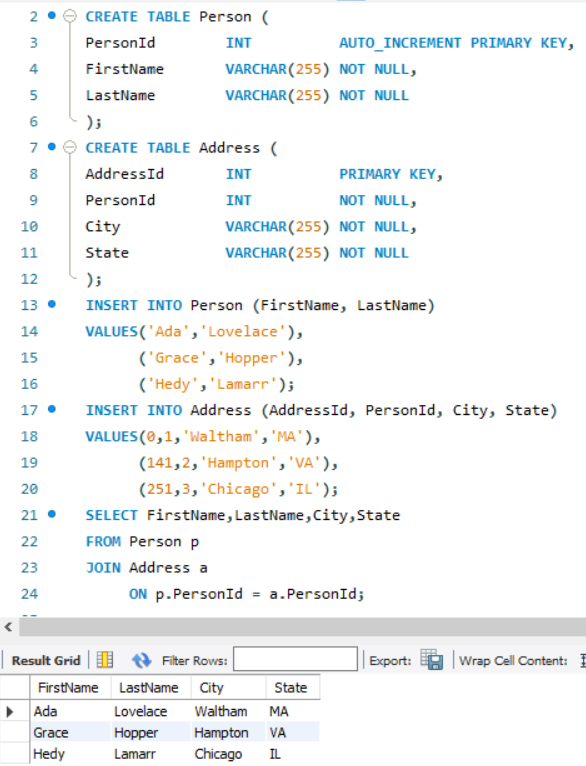 2 CREATE TABLE Person (
3 PersonId INT AUTO_INCREMENT PRIMARY KEY,
4 FirstName VARCHAR(255) NOT NULL,
5 LastName VARCHAR(255) NOT NULL
6 );
7 CREATE TABLE Address (
8 AddressId INT PRIMARY KEY,
9 PersonId INT NOT NULL,
10 City VARCHAR(255) NOT NULL,
11 State VARCHAR(255) NOT NULL
12 );
13 INSERT INTO Person (FirstName, LastName)
14 VALUES('Ada','Lovelace'),
15 ('Grace','Hopper'),
16 ('Hedy','Lamarr');
17 INSERT INTO Address (AddressId, PersonId, City, State)
18 VALUES(0,1,'Waltham','MA'),
19 (141,2,'Hampton','VA'),
20 (251,3,'Chicago','IL');
21 SELECT FirstName,LastName,City,State
22 FROM Person p
23 JOIN Address a
24 ON p.PersonId = a.PersonId;
Result Grid Filter Rows: Export: Wrap Cell Content:
FirstName LastName City State
Ada Lovelace Waltham MA
Grace Hopper Hampton VA
Hedy Lamarr Chicago IL